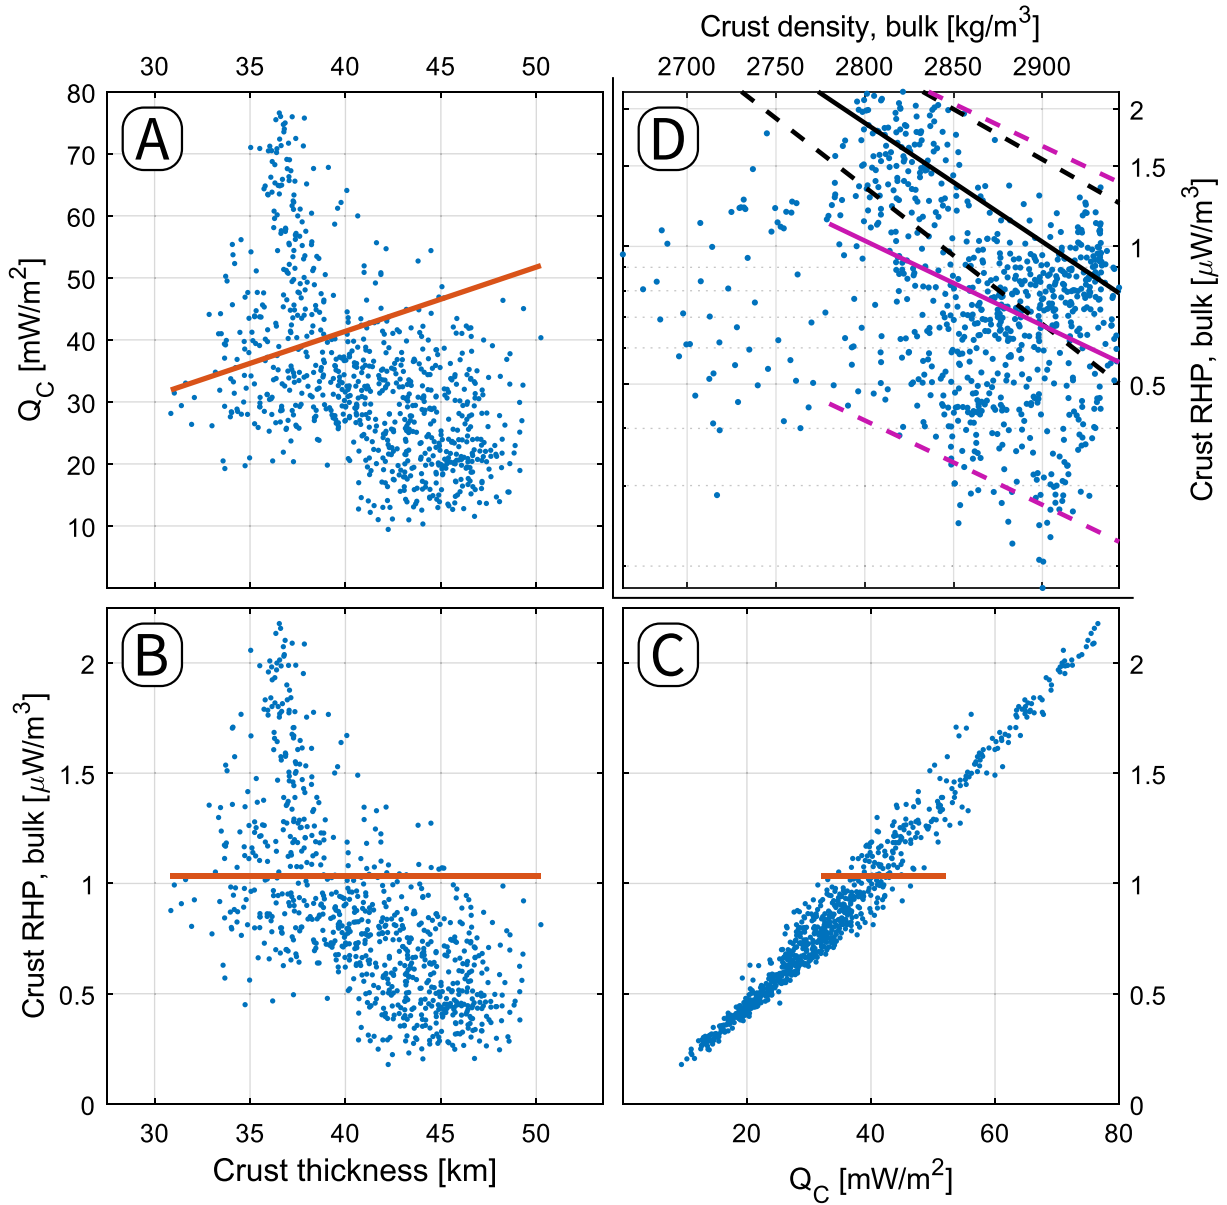 Crust density, bulk [kg/m³]
30 35 40 45 50
2700 2750 2800 2850 2900
A
D
80
70
60
50
40
30
20
10
Q_C [mW/m²]
2
1.5
1
0.5
Crust RHP, bulk [μW/m³]
B
C
2
1.5
1
0.5
0
Crust RHP, bulk [μW/m³]
2
1.5
1
0.5
0
30 35 40 45 50
20 40 60 80
Crust thickness [km]
Q_C [mW/m²]